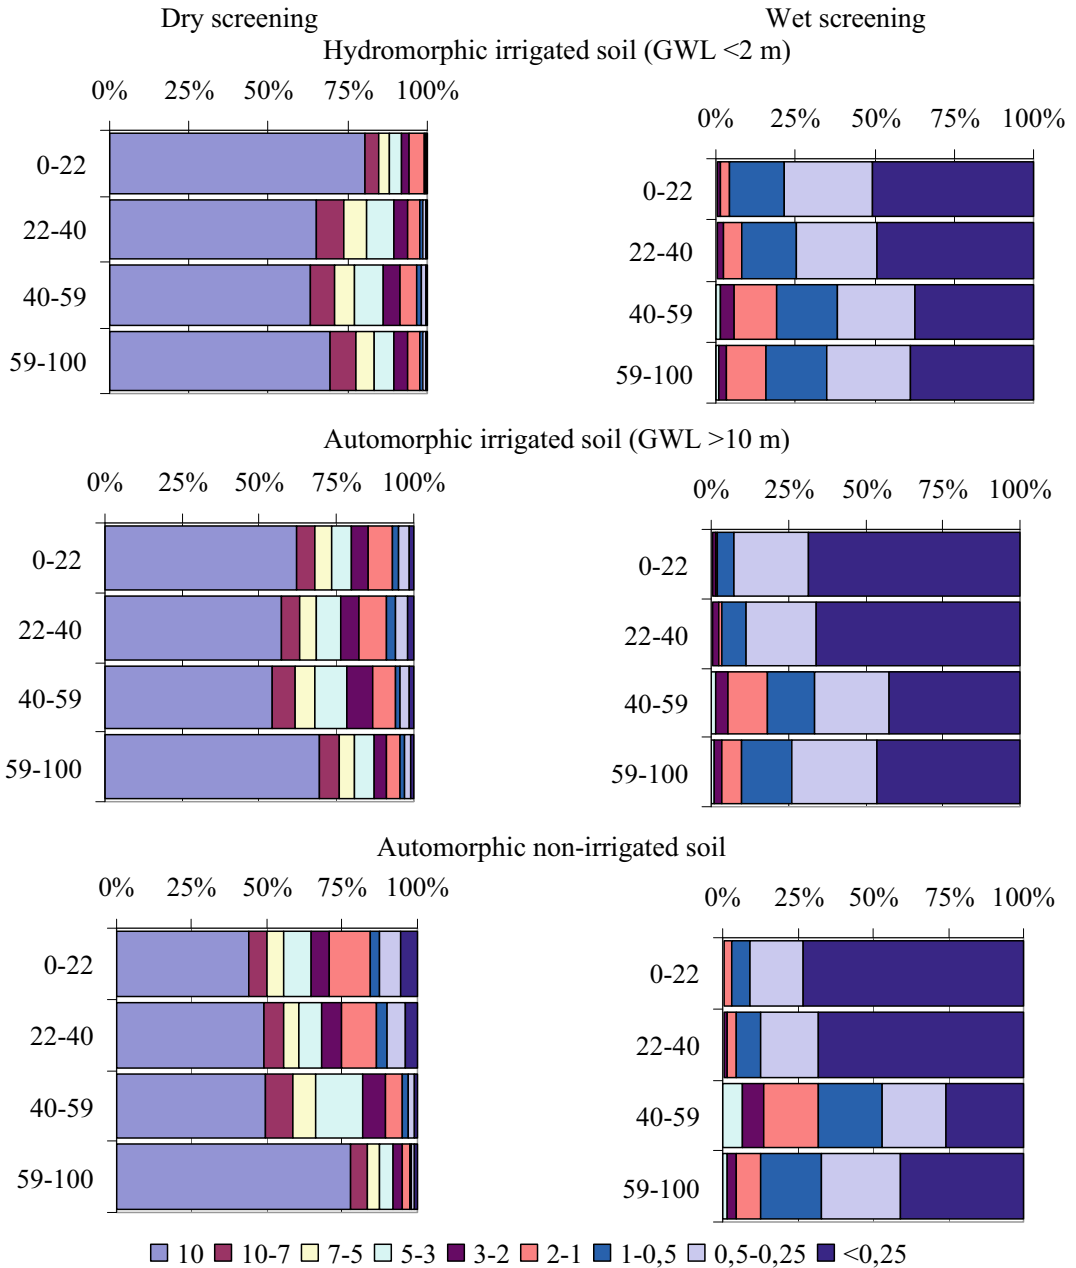 Dry screening Wet screening
Hydromorphic irrigated soil (GWL <2 m)
0% 25% 50% 75% 100%
0% 25% 50% 75% 100%
0-22
0-22
22-40
22-40
40-59
40-59
59-100
59-100
Automorphic irrigated soil (GWL >10 m)
0% 25% 50% 75% 100%
0% 25% 50% 75% 100%
0-22
0-22
22-40
22-40
40-59
40-59
59-100
59-100
Automorphic non-irrigated soil
0% 25% 50% 75% 100%
0% 25% 50% 75% 100%
0-22
0-22
22-40
22-40
40-59
40-59
59-100
59-100
10 10-7 7-5 5-3 3-2 2-1 1-0,5 0,5-0,25 <0,25